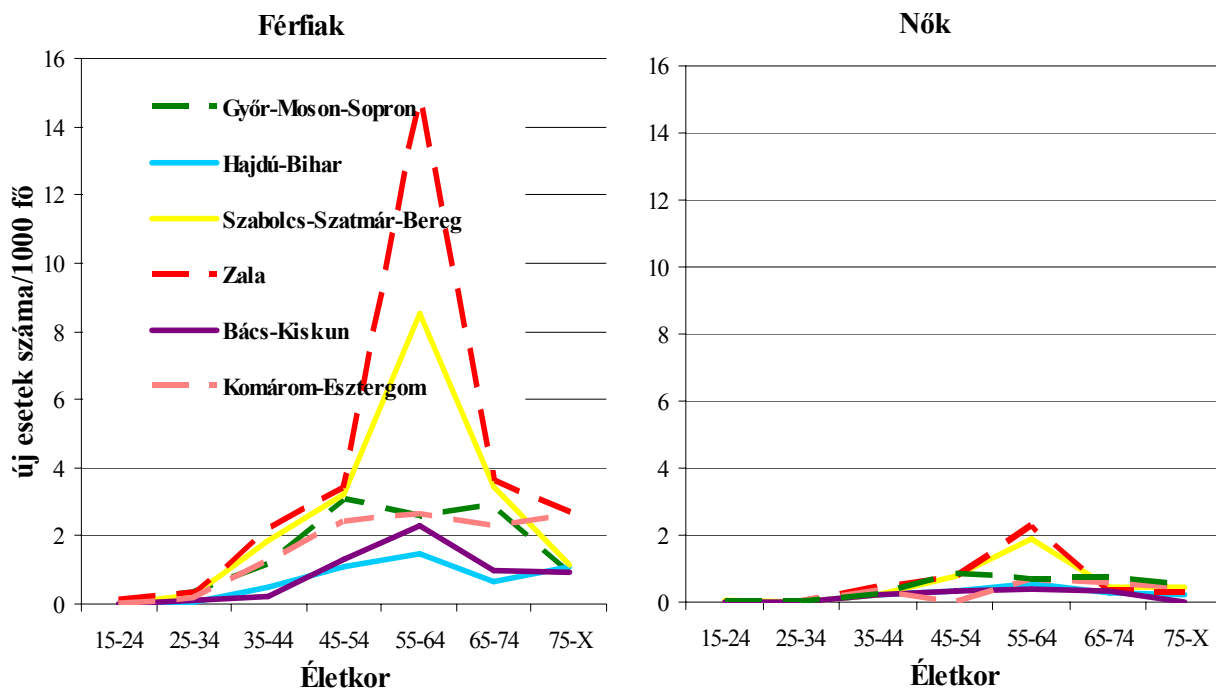 Férfiak
új esetek száma/1000 fő
16
14
12
10
8
6
4
2
0
Győr-Moson-Sopron
Hajdú-Bihar
Szabolcs-Szatmár-Bereg
Zala
Bács-Kiskun
Komárom-Esztergom
15-24 25-34 35-44 45-54 55-64 65-74 75-X
Életkor
Nők
16
14
12
10
8
6
4
2
0
15-24 25-34 35-44 45-54 55-64 65-74 75-X
Életkor